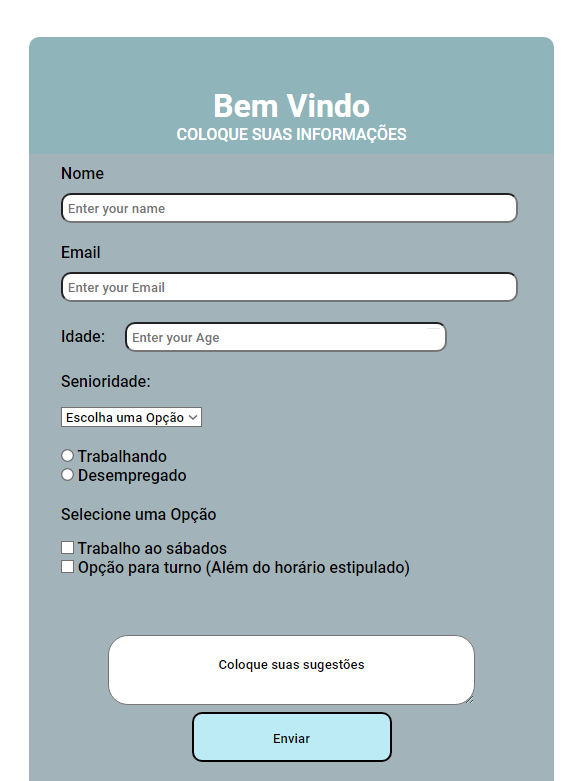 Bem Vindo
COLOQUE SUAS INFORMAÇÕES
Nome
Enter your name
Email
Enter your Email
Idade: Enter your Age
Senioridade:
Escolha uma Opção
Trabalhando
Desempregado
Selecione uma Opção
Trabalho ao sábados
Opção para turno (Além do horário estipulado)
Coloque suas sugestões
Enviar